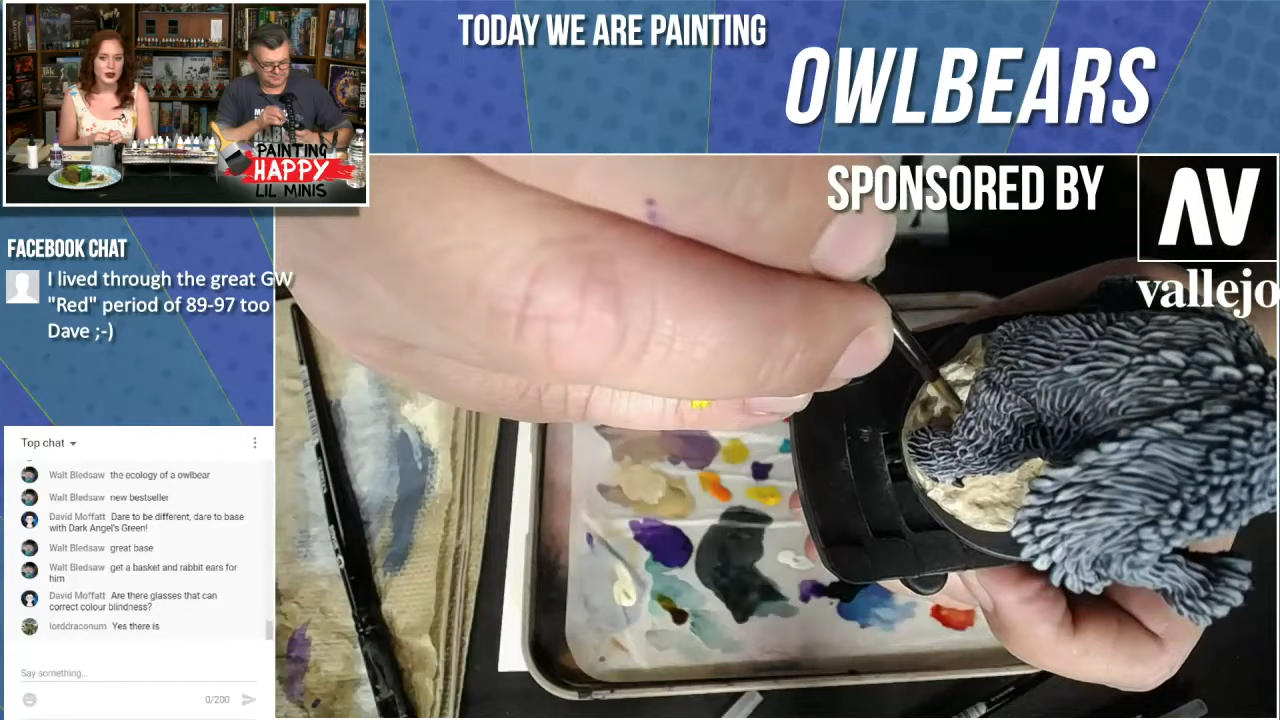 TODAY WE ARE PAINTING
OWLBEARS
SPONSORED BY
AV
vallejo
PAINTING
HAPPY
LIL MINIS
FACEBOOK CHAT
I lived through the great GW
"Red" period of 89-97 too
Dave ;-)
Top chat
Walt Bledsaw the ecology of a owlbear
Walt Bledsaw new bestseller
David Moffatt Dare to be different, dare to base
with Dark Angel's Green!
Walt Bledsaw great base
Walt Bledsaw get a basket and rabbit ears for
him
David Moffatt Are there glasses that can
correct colour blindness?
lorddraconum Yes there is
Say something...
0/200